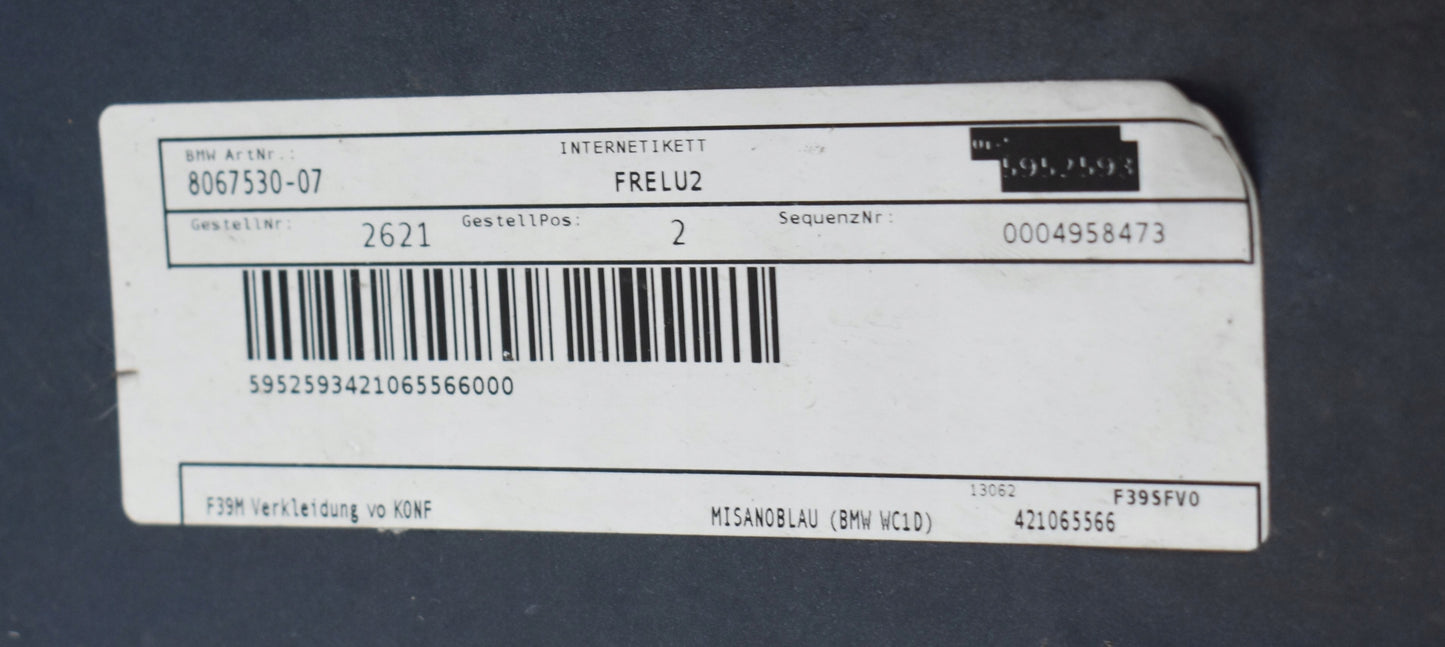 BMW ArtNr.:
INTERNETIKETT
8067530-07
FRELU2
5952593
GestellNr:
2621
GestellPos:
2
SequenzNr:
0004958473
5952593421065566000
13062
F39SFV0
F39M Verkleidung vo KONF
MISANOBLAU (BMW WC1D)
421065566